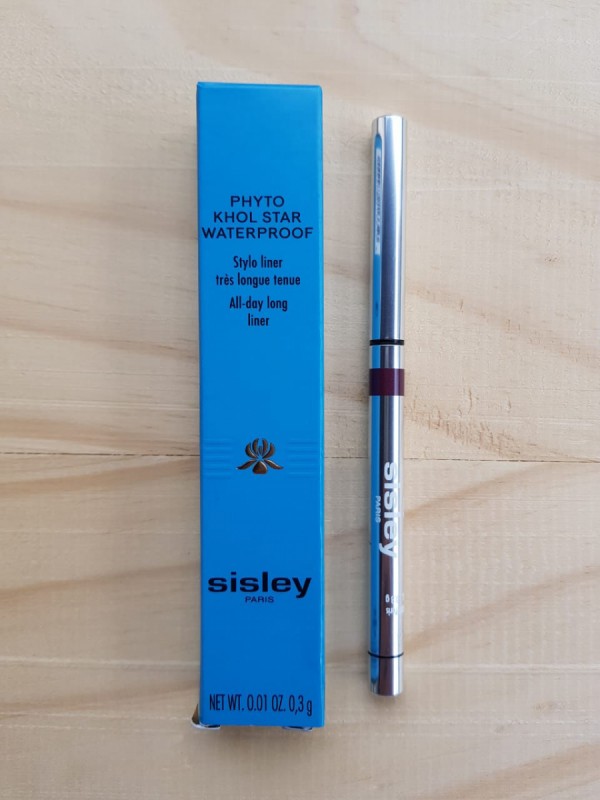 PHYTO
KHOL STAR
WATERPROOF
Stylo liner
très longue tenue
All-day long
liner
sisley
PARIS
NET WT. 0.01 OZ. 0,3 g
sisley
PARIS